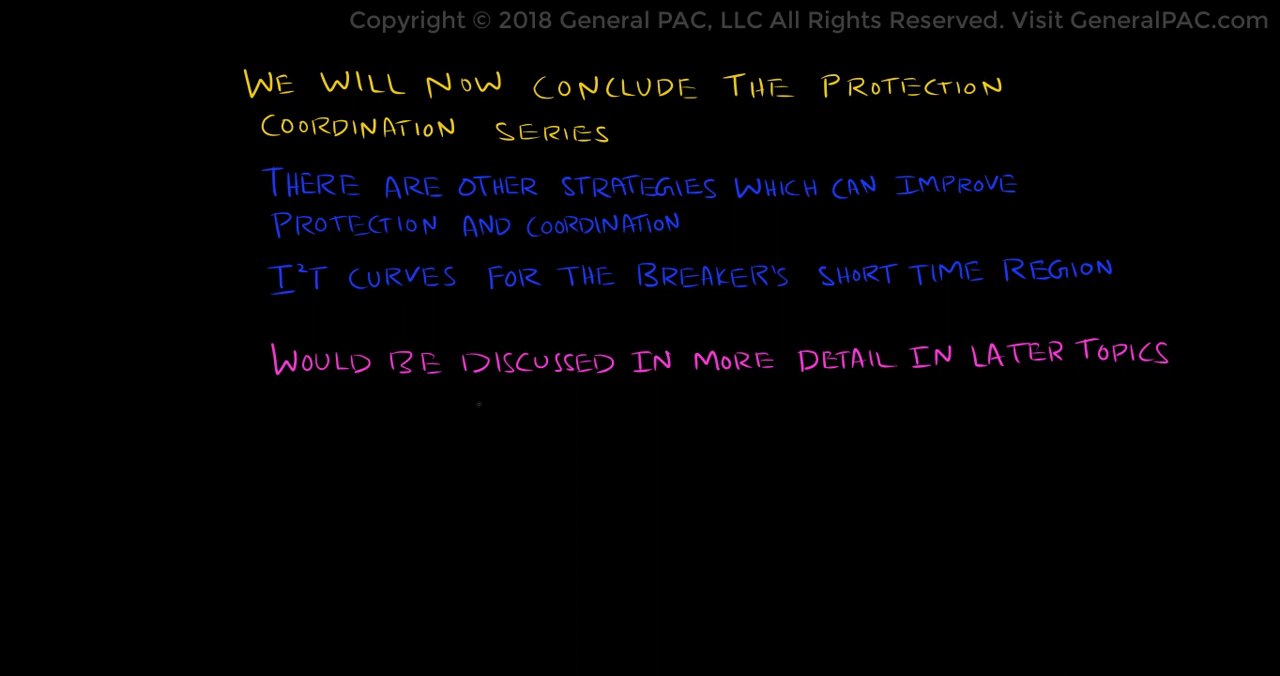 Copyright © 2018 General PAC, LLC All Rights Reserved. Visit GeneralPAC.com
WE WILL NOW CONCLUDE THE PROTECTION
COORDINATION SERIES
THERE ARE OTHER STRATEGIES WHICH CAN IMPROVE
PROTECTION AND COORDINATION
I²T CURVES FOR THE BREAKER'S SHORT TIME REGION
WOULD BE DISCUSSED IN MORE DETAIL IN LATER TOPICS